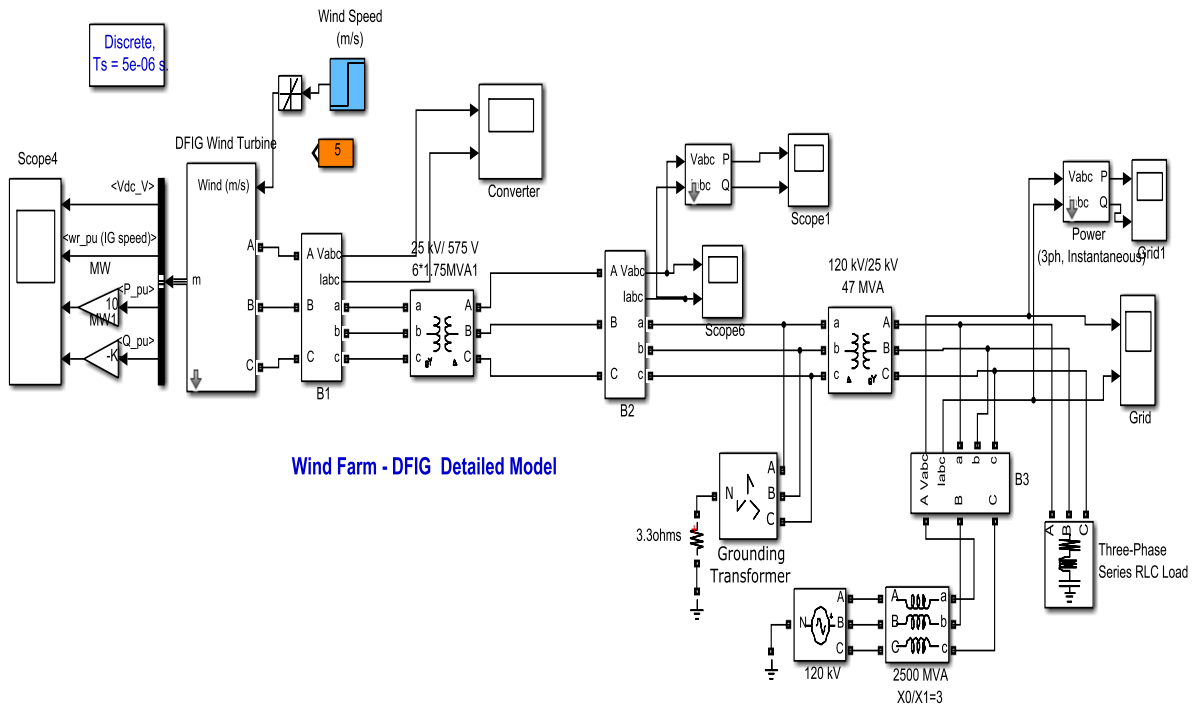 Wind Speed
(m/s)
Discrete,
Ts = 5e-06 s.
DFIG Wind Turbine
5
Scope4
<Vdc_V>
<wr_pu (IG speed)>
MW
<P_pu>
10
MW1
<Q_pu>
-K-
m
Wind (m/s)
A
B
C
A Vabc
Iabc
B a
b
C c
B1
Converter
25 kV/ 575 V
6*1.75MVA1
a A
b B
c C
gY Δ
A Vabc
Iabc
B a
b
C c
B2
Vabc P
Q
Scope1
Scope6
120 kV/25 kV
47 MVA
a A
b B
c C
Δ gY
Vabc P
Q
Power
(3ph, Instantaneous)
Grid1
Grid
Wind Farm - DFIG Detailed Model
A
N B
C
3.3ohms
Grounding
Transformer
A Vabc
Iabc
a
b
c
B
C
B3
A B C
Three-Phase
Series RLC Load
A
N B
C
120 kV
A a
B b
C c
2500 MVA
X0/X1=3